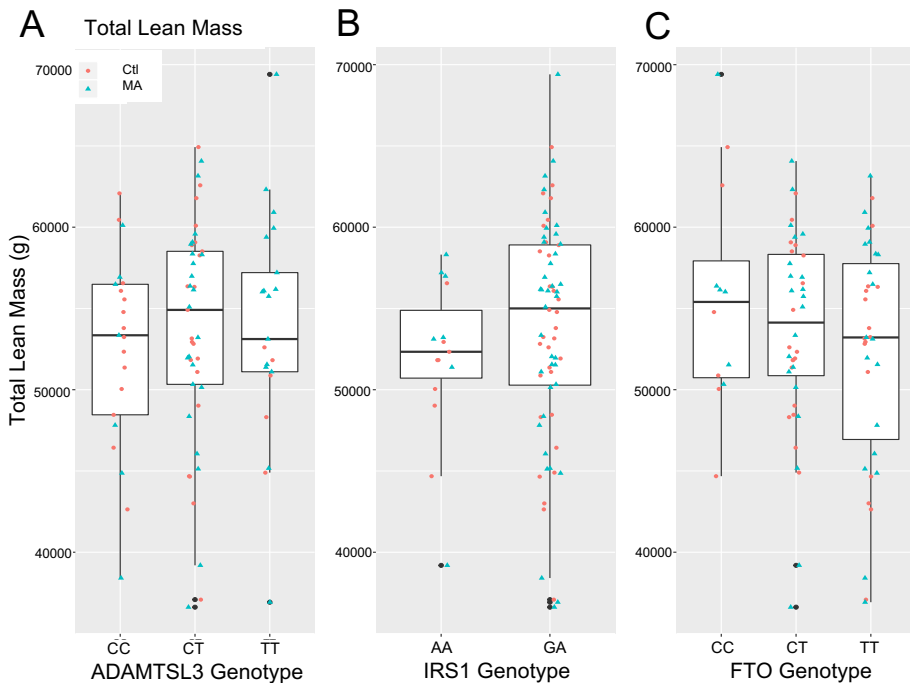 A Total Lean Mass B C
Ctl
MA
Total Lean Mass (g)
70000
60000
50000
40000
CC CT TT
ADAMTSL3 Genotype
70000
60000
50000
40000
AA GA
IRS1 Genotype
70000
60000
50000
40000
CC CT TT
FTO Genotype